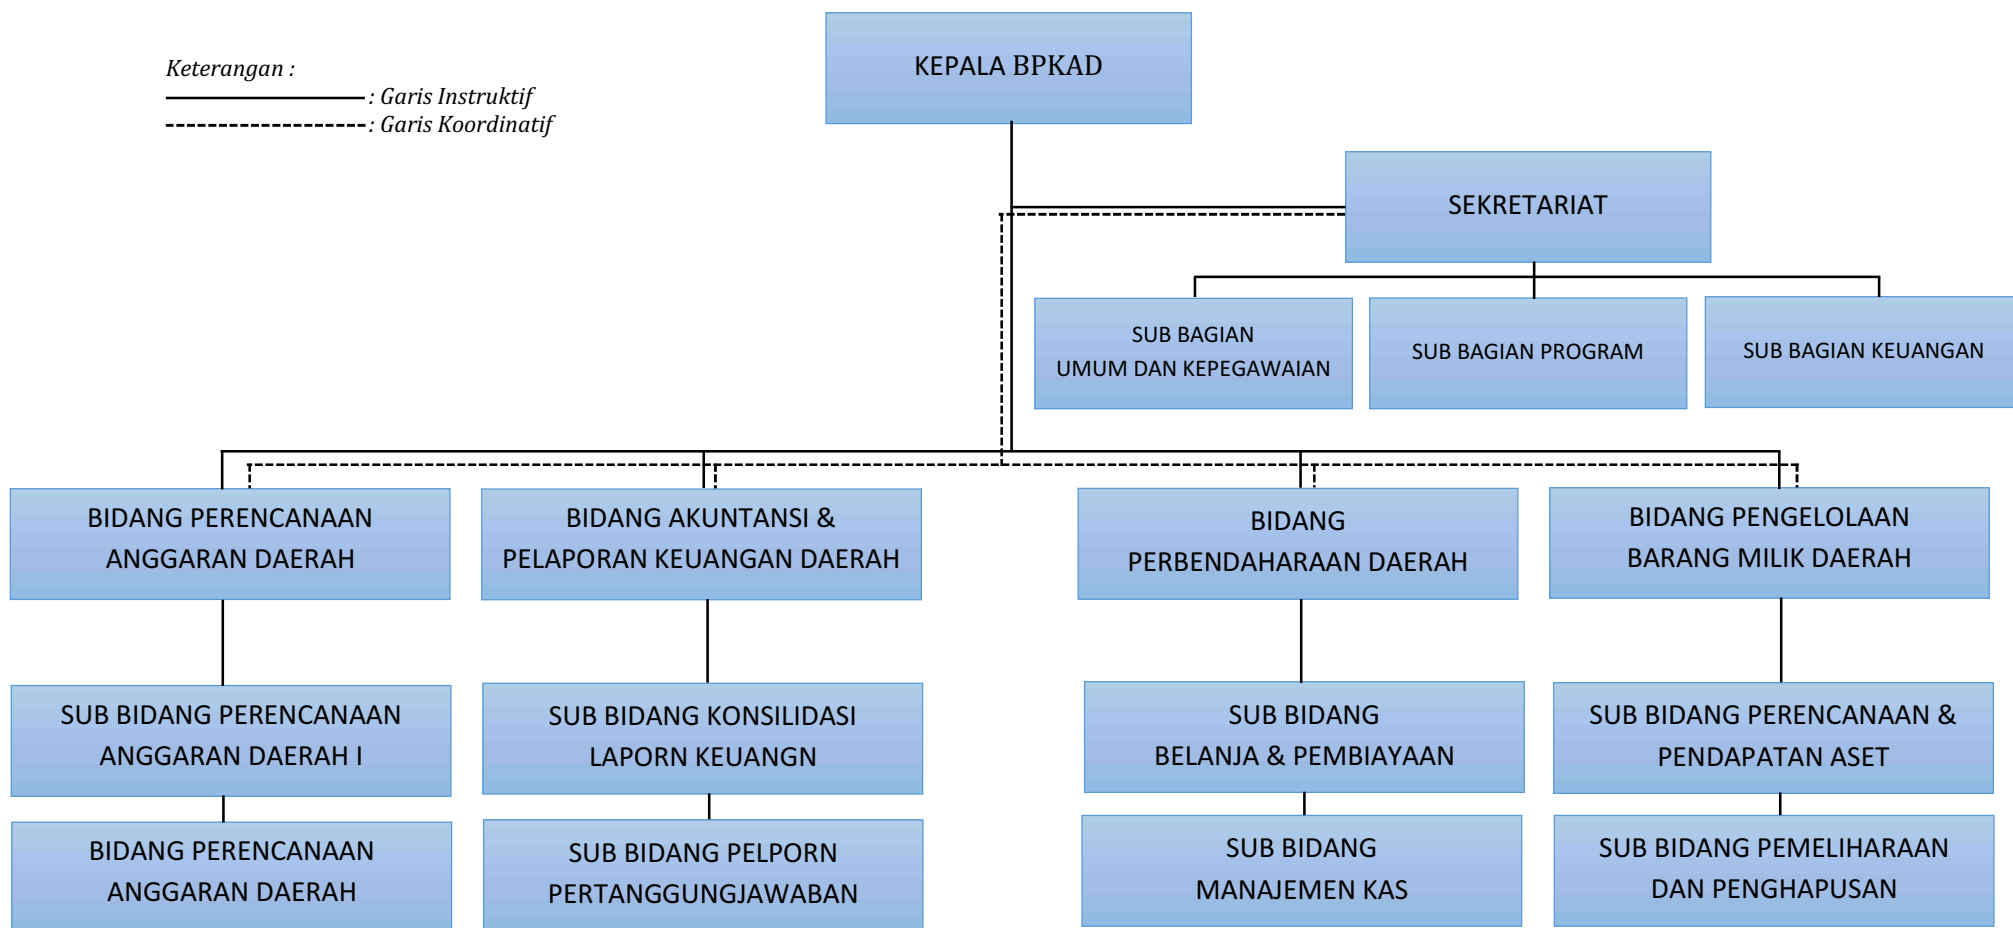 KEPALA BPKAD
Keterangan :
: Garis Instruktif
: Garis Koordinatif
SEKRETARIAT
SUB BAGIAN
UMUM DAN KEPEGAWAIAN
SUB BAGIAN PROGRAM
SUB BAGIAN KEUANGAN
BIDANG PERENCANAAN
ANGGARAN DAERAH
BIDANG AKUNTANSI &
PELAPORAN KEUANGAN DAERAH
BIDANG
PERBENDAHARAAN DAERAH
BIDANG PENGELOLAAN
BARANG MILIK DAERAH
SUB BIDANG PERENCANAAN
ANGGARAN DAERAH I
SUB BIDANG KONSILIDASI
LAPORN KEUANGN
SUB BIDANG
BELANJA & PEMBIAYAAN
SUB BIDANG PERENCANAAN &
PENDAPATAN ASET
BIDANG PERENCANAAN
ANGGARAN DAERAH
SUB BIDANG PELPORN
PERTANGGUNGJAWABAN
SUB BIDANG
MANAJEMEN KAS
SUB BIDANG PEMELIHARAAN
DAN PENGHAPUSAN